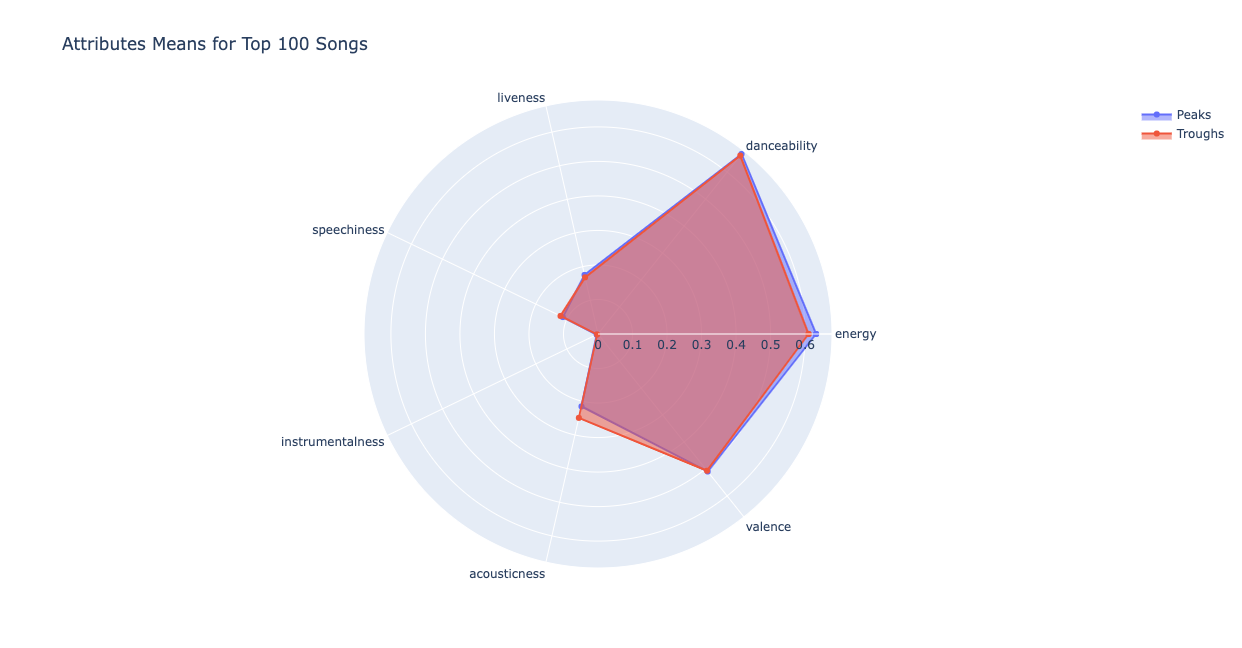 Attributes Means for Top 100 Songs
Peaks
Troughs
liveness
danceability
speechiness
energy
0 0.1 0.2 0.3 0.4 0.5 0.6
instrumentalness
valence
acousticness